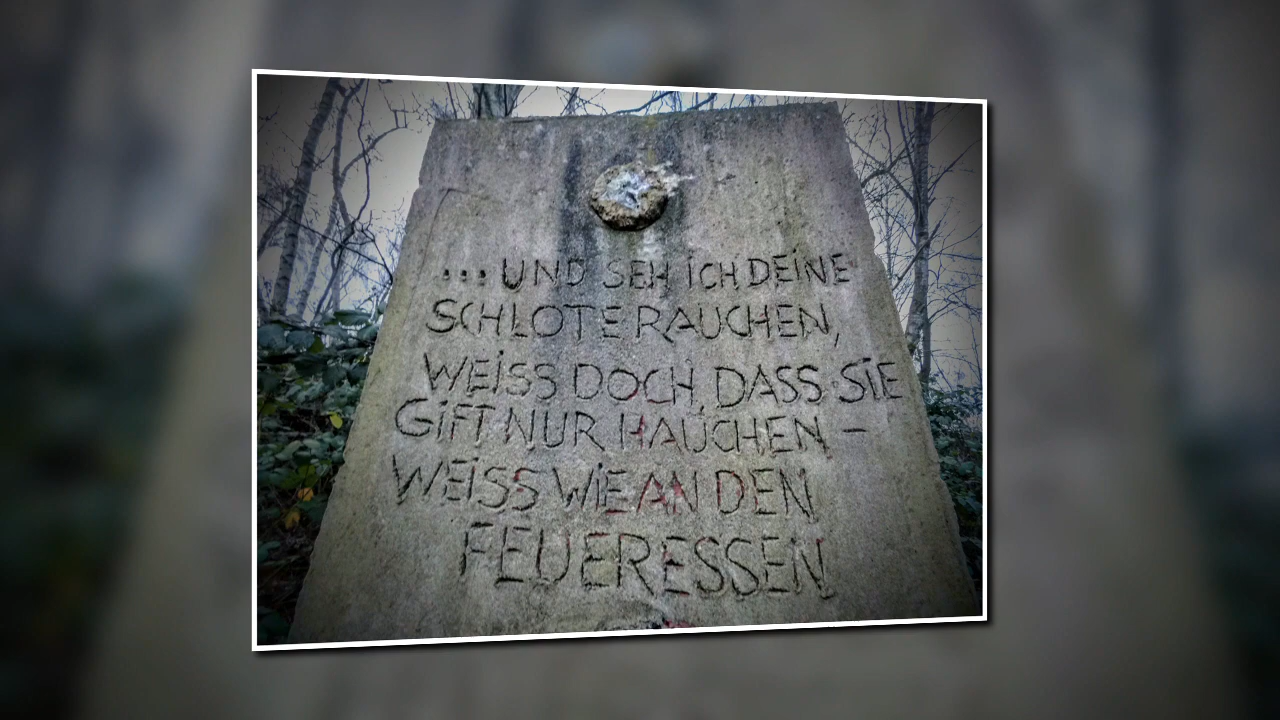 ... UND SEH iCH DEiNE
SCHLOTE RAUCHEN,
WEiSS DOCH, DASS SiE
GiFT NUR HAUCHEN –
WEiSS WiE AN DEN
FEUERESSEN